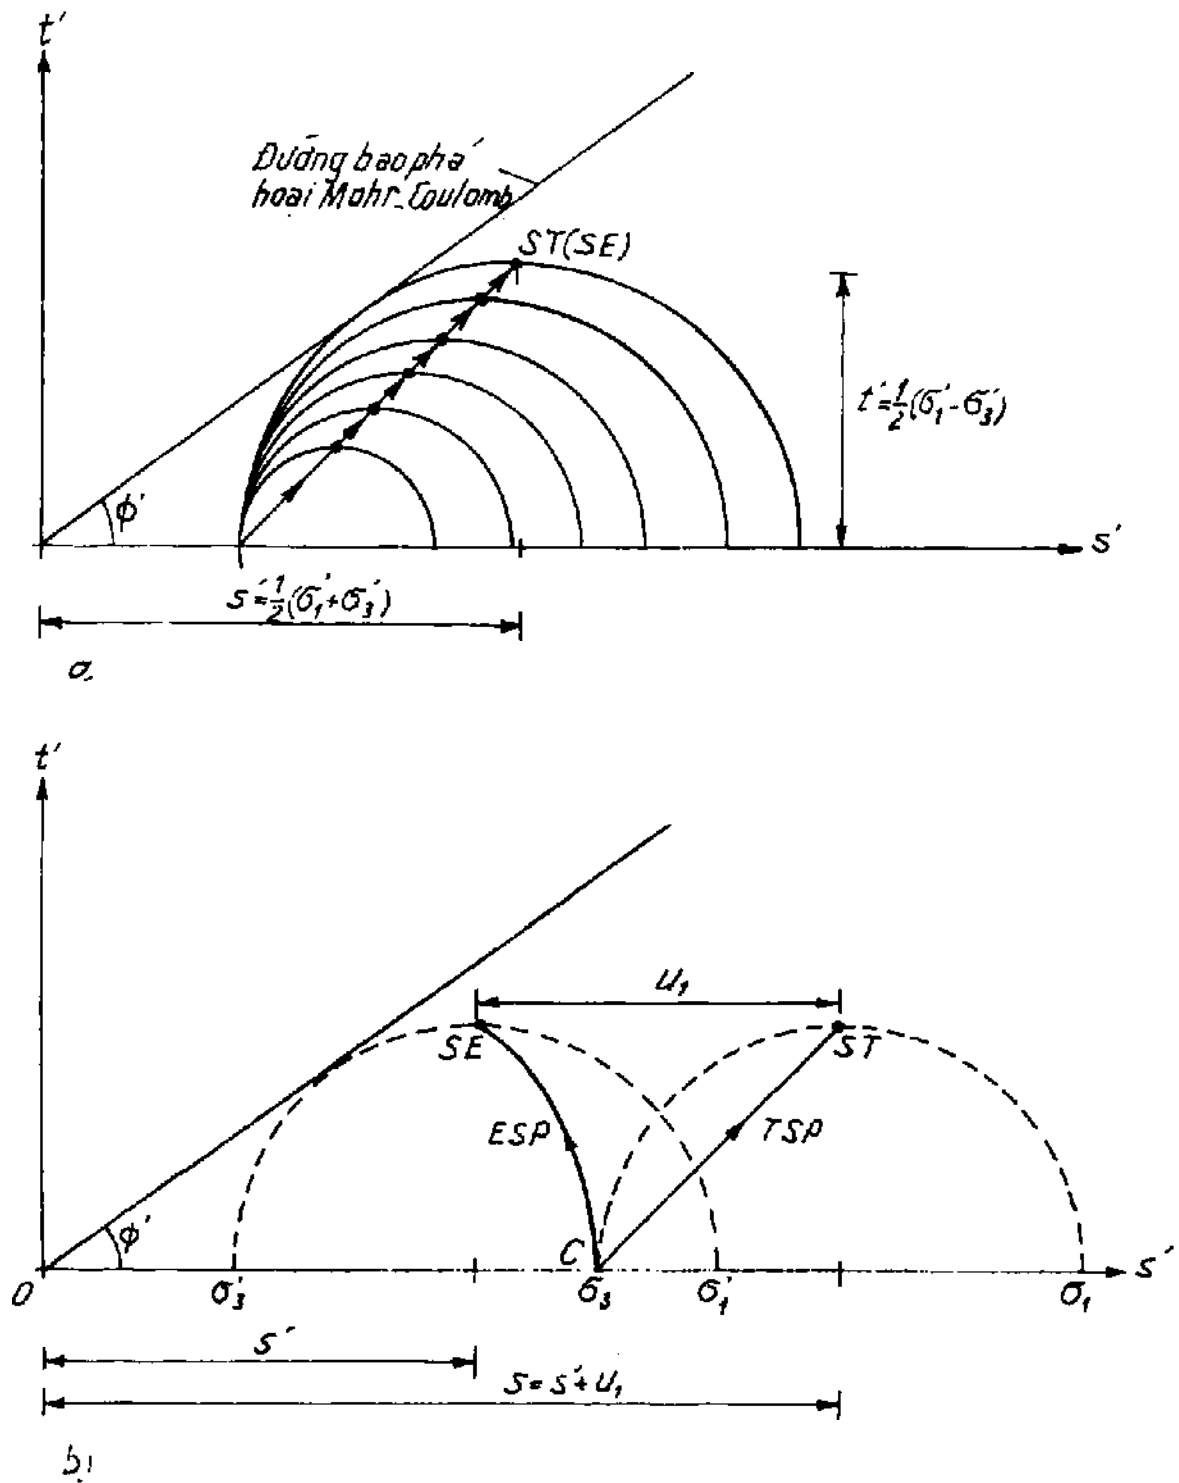 t'
Đường bao phá
hoại Mohr-Coulomb
ST(SE)
t'=1/2(σ'1-σ'3)
ϕ'
s'
s'=1/2(σ'1+σ'3)
a.
t'
u1
SE
ST
ESP
TSP
ϕ'
C
s'
O
σ'3
σ3
σ'1
σ1
s'
s=s'+u1
b.